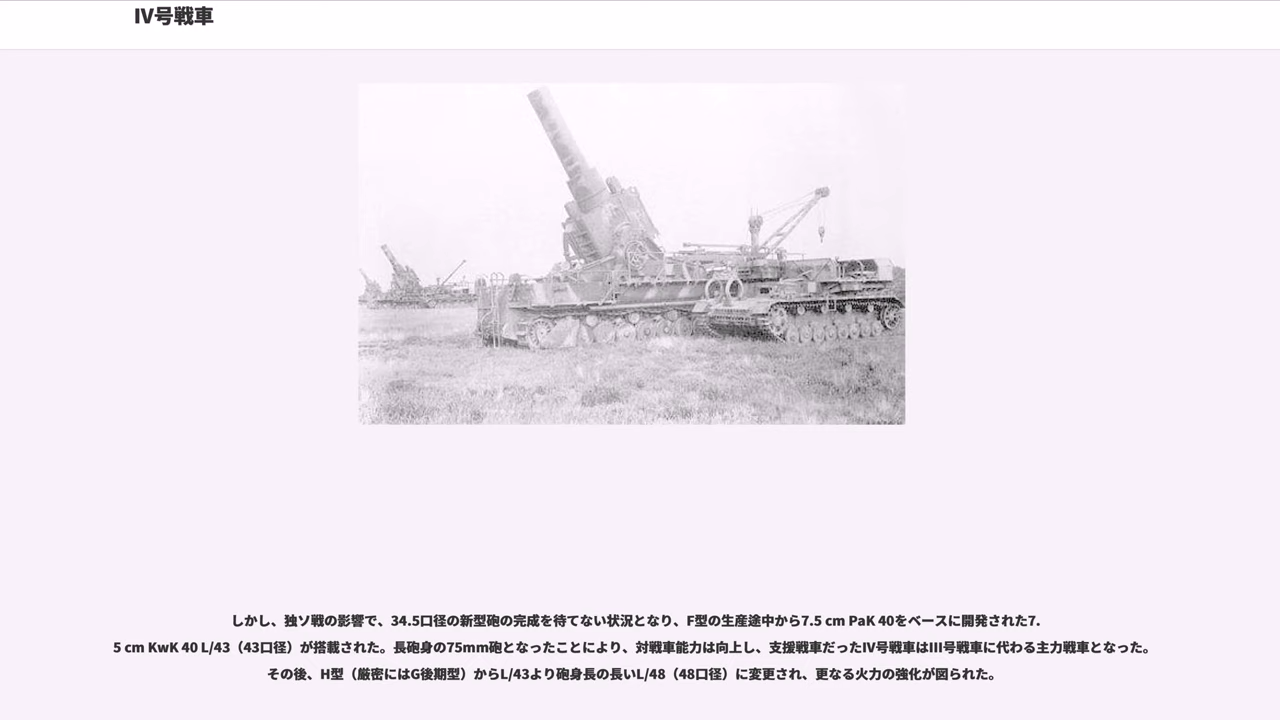 Ⅳ号戦車
しかし、独ソ戦の影響で、34.5口径の新型砲の完成を待てない状況となり、F型の生産途中から7.5 cm PaK 40をベースに開発された7.
5 cm KwK 40 L/43（43口径）が搭載された。長砲身の75mm砲となったことにより、対戦車能力は向上し、支援戦車だったⅣ号戦車はⅢ号戦車に代わる主力戦車となった。
その後、H型（厳密にはG後期型）からL/43より砲身長の長いL/48（48口径）に変更され、更なる火力の強化が図られた。